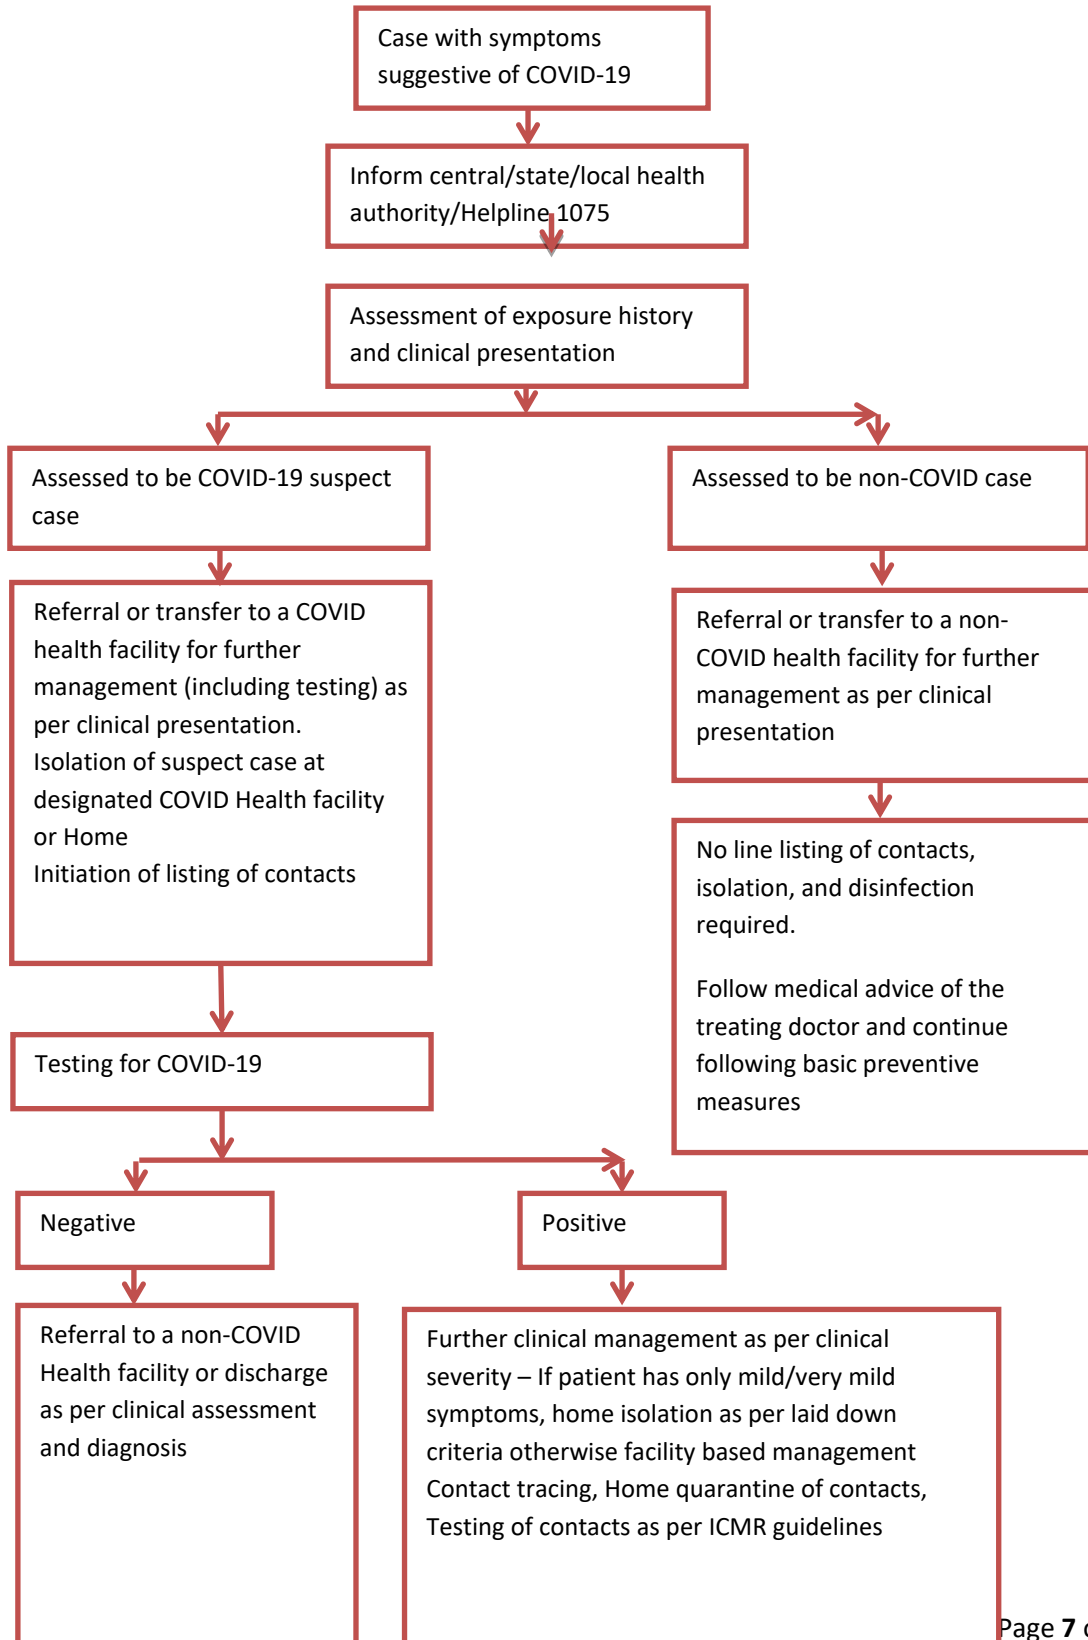 Case with symptoms
suggestive of COVID-19
Inform central/state/local health
authority/Helpline 1075
Assessment of exposure history
and clinical presentation
Assessed to be COVID-19 suspect
case
Assessed to be non-COVID case
Referral or transfer to a COVID
health facility for further
management (including testing) as
per clinical presentation.
Isolation of suspect case at
designated COVID Health facility
or Home
Initiation of listing of contacts
Referral or transfer to a non-
COVID health facility for further
management as per clinical
presentation
No line listing of contacts,
isolation, and disinfection
required.
Follow medical advice of the
treating doctor and continue
following basic preventive
measures
Testing for COVID-19
Negative
Positive
Referral to a non-COVID
Health facility or discharge
as per clinical assessment
and diagnosis
Further clinical management as per clinical
severity – If patient has only mild/very mild
symptoms, home isolation as per laid down
criteria otherwise facility based management
Contact tracing, Home quarantine of contacts,
Testing of contacts as per ICMR guidelines
Page 7